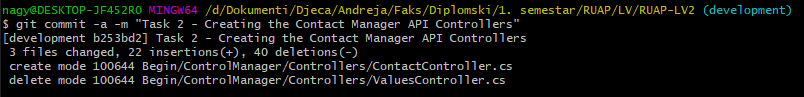 nagy@DESKTOP-JF452RO MINGW64 /d/Dokumenti/Djeca/Andreja/Faks/Diplomski/1. semestar/RUAP/LV/RUAP-LV2 (development)
$ git commit -a -m "Task 2 - Creating the Contact Manager API Controllers"
[development b253bd2] Task 2 - Creating the Contact Manager API Controllers
 3 files changed, 22 insertions(+), 40 deletions(-)
 create mode 100644 Begin/ControlManager/Controllers/ContactController.cs
 delete mode 100644 Begin/ControlManager/Controllers/ValuesController.cs